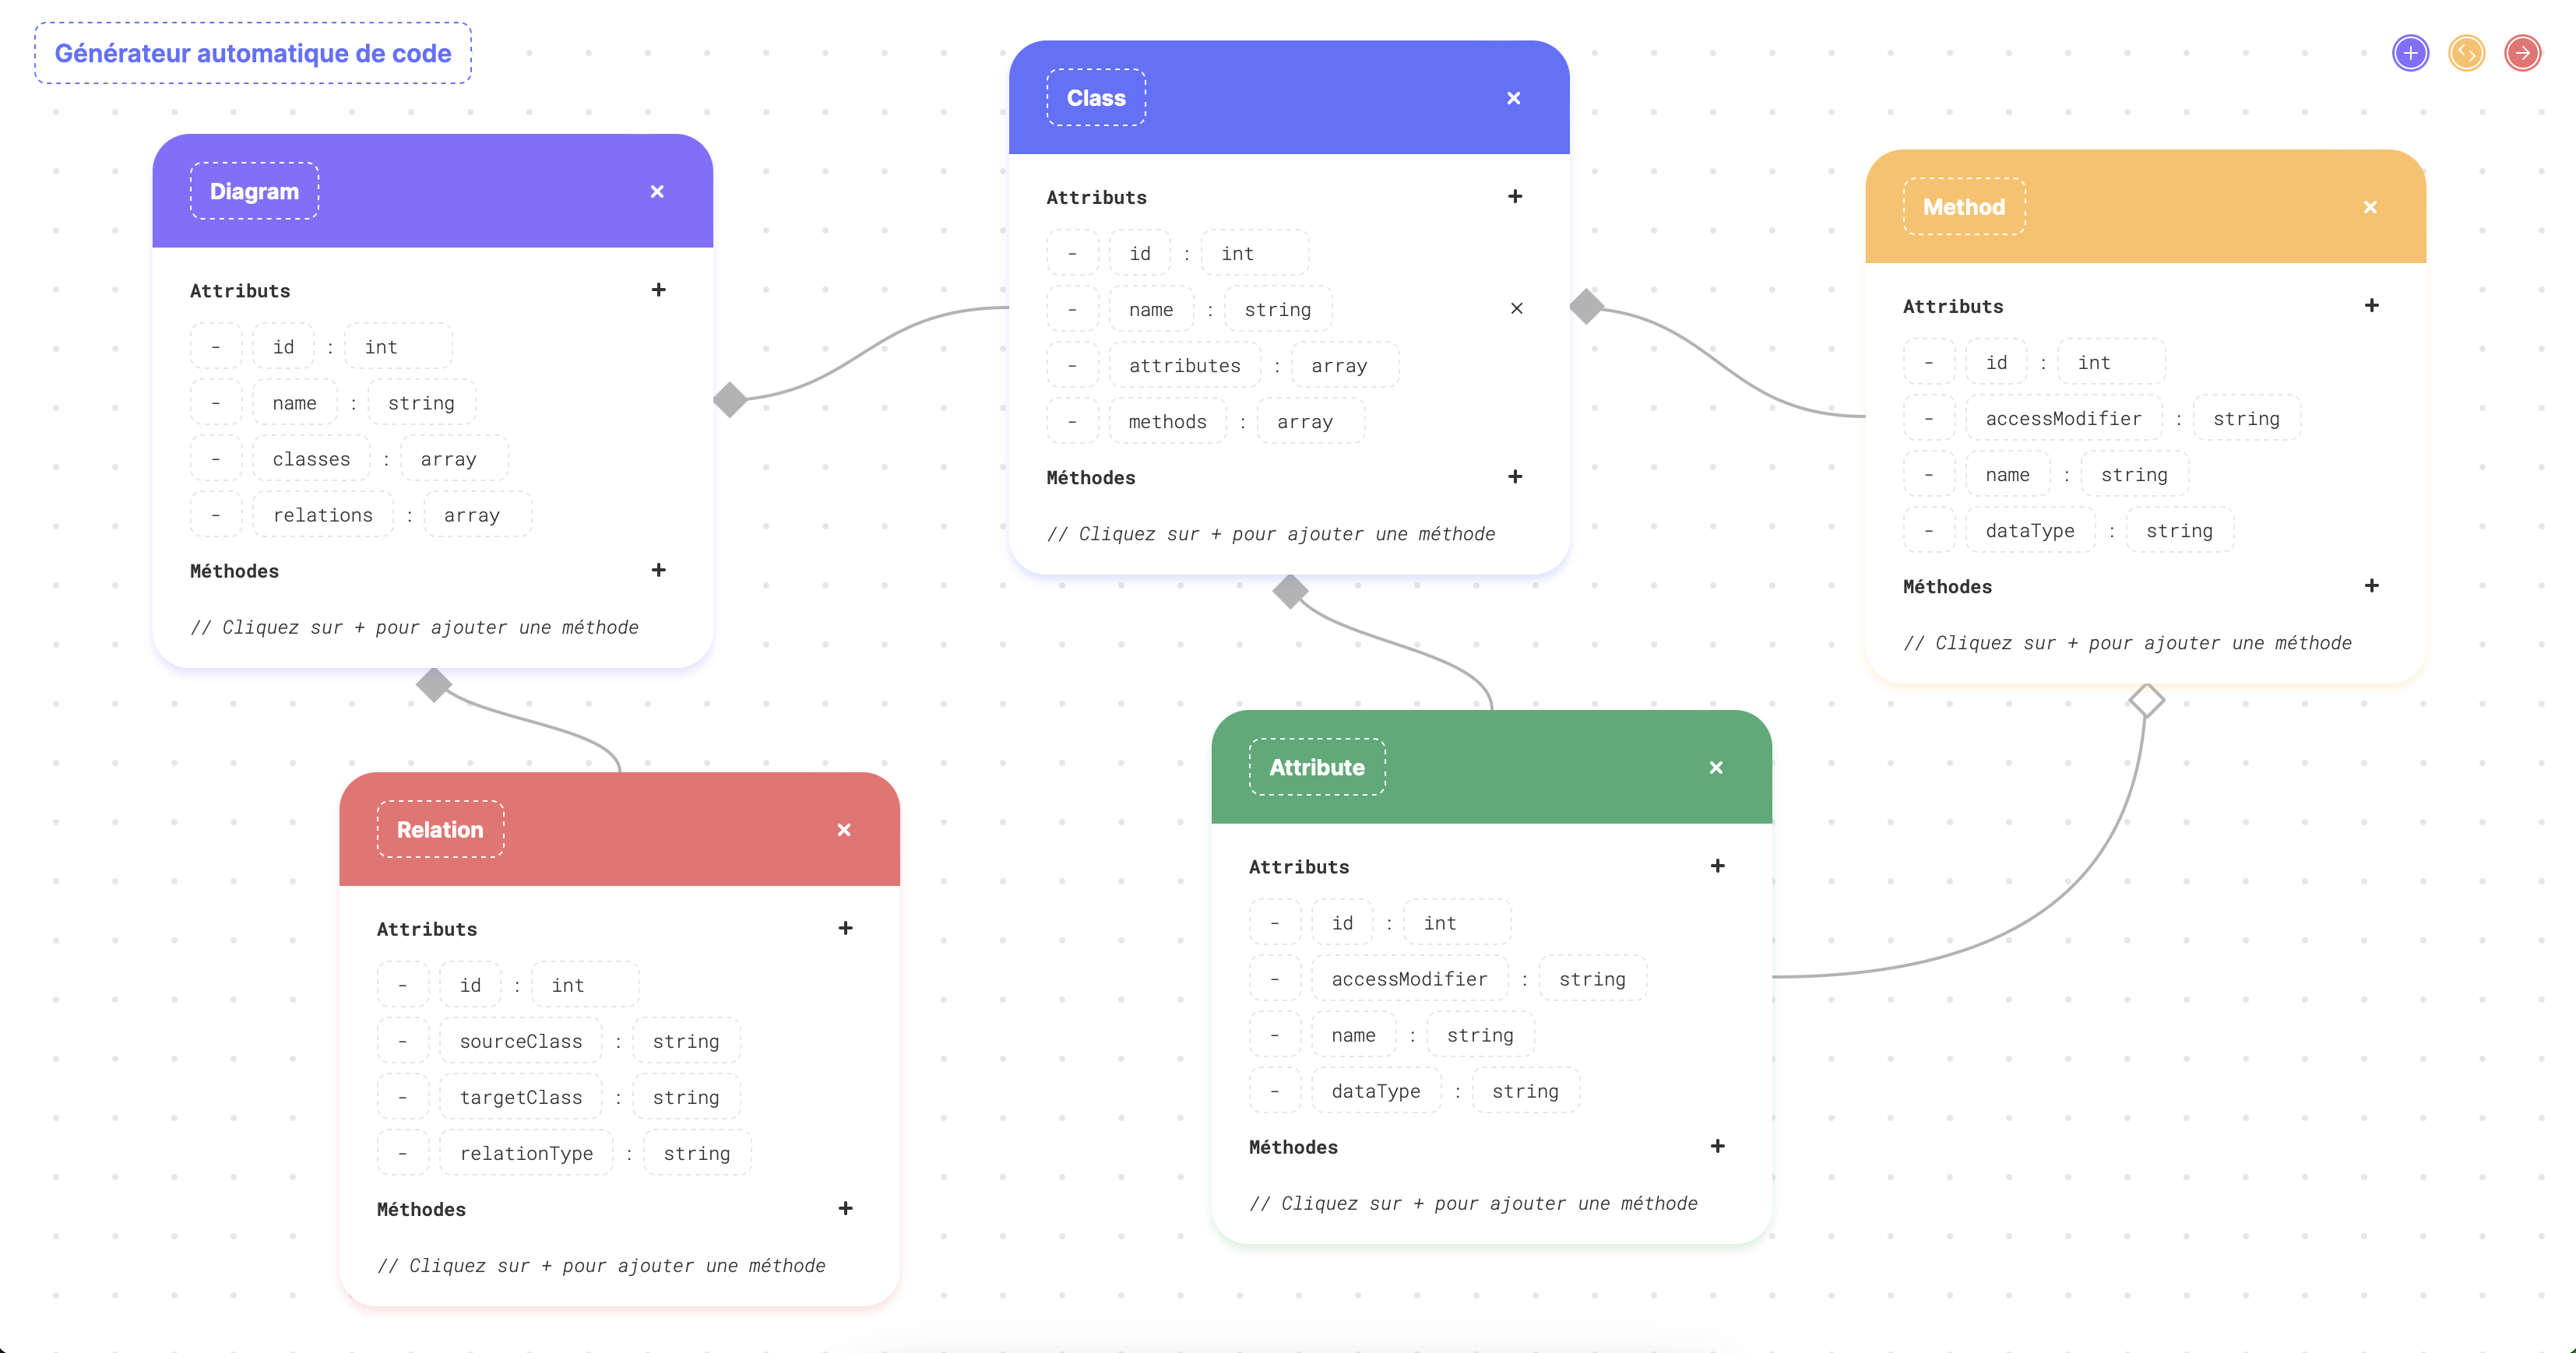 Générateur automatique de code
Diagram
Attributs
- id : int
- name : string
- classes : array
- relations : array
Méthodes
// Cliquez sur + pour ajouter une méthode
Class
Attributs
- id : int
- name : string
- attributes : array
- methods : array
Méthodes
// Cliquez sur + pour ajouter une méthode
Method
Attributs
- id : int
- accessModifier : string
- name : string
- dataType : string
Méthodes
// Cliquez sur + pour ajouter une méthode
Relation
Attributs
- id : int
- sourceClass : string
- targetClass : string
- relationType : string
Méthodes
// Cliquez sur + pour ajouter une méthode
Attribute
Attributs
- id : int
- accessModifier : string
- name : string
- dataType : string
Méthodes
// Cliquez sur + pour ajouter une méthode